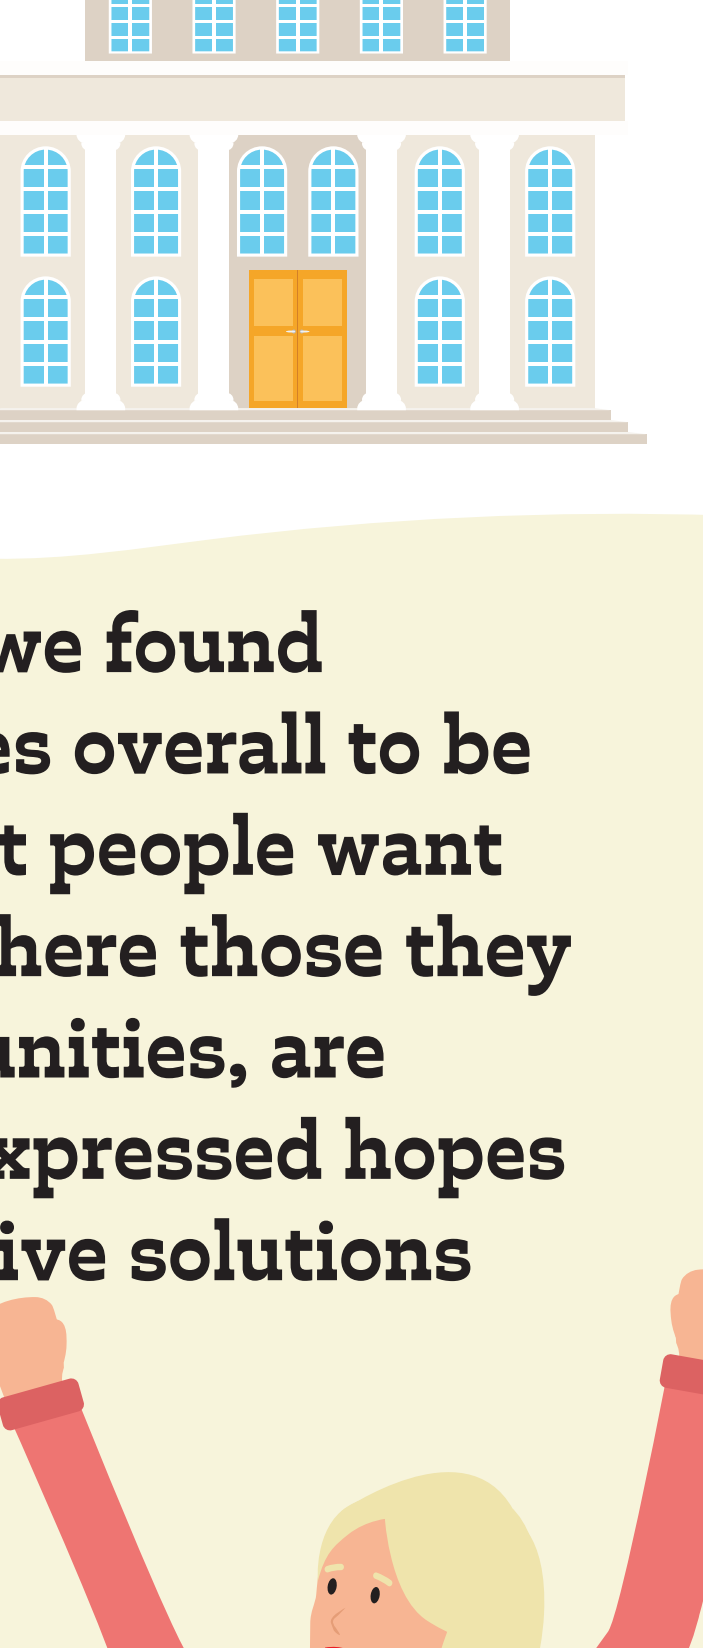 we found
es overall to be
t people want
here those they
unities, are
xpressed hopes
ive solutions